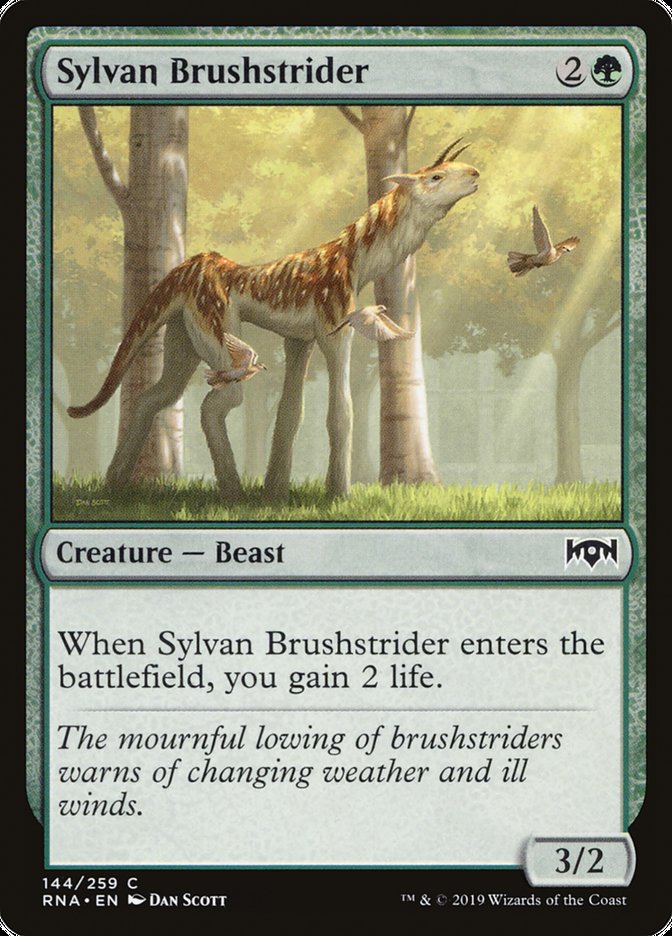 Sylvan Brushstrider 2
DAN SCOTT
Creature — Beast
When Sylvan Brushstrider enters the
battlefield, you gain 2 life.
The mournful lowing of brushstriders
warns of changing weather and ill
winds.
3/2
144/259 C
RNA • EN Dan Scott
™ & © 2019 Wizards of the Coast